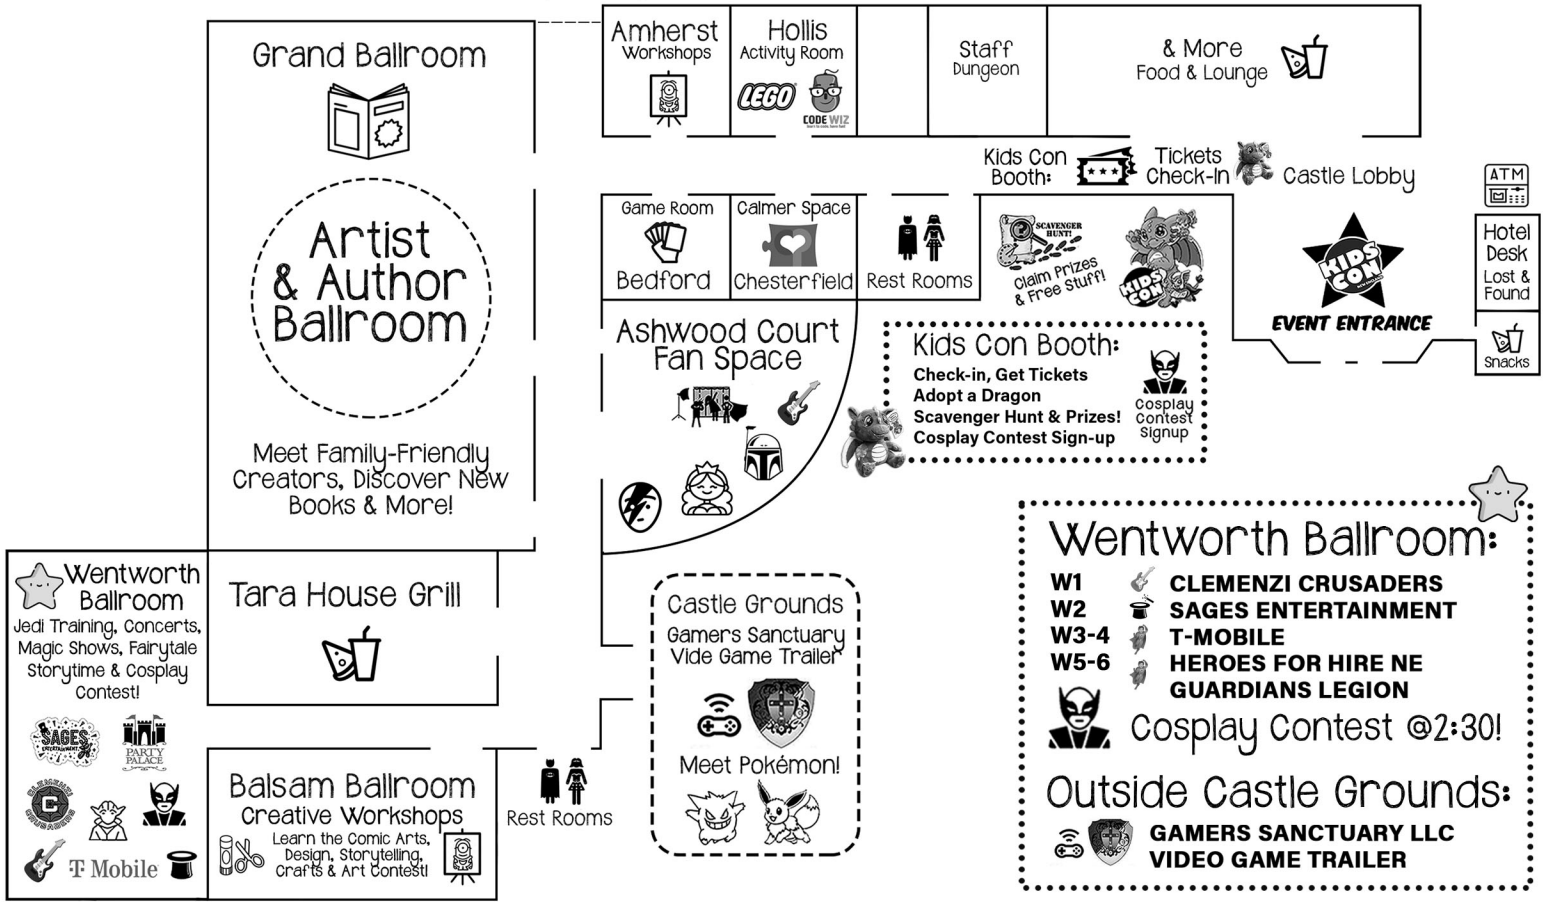 Grand Ballroom
Artist
& Author
Ballroom
Meet Family-Friendly
Creators, Discover New
Books & More!
Amherst
Workshops
Hollis
Activity Room
LEGO
CODE WIZ
Staff
Dungeon
& More
Food & Lounge
Kids Con
Booth:
Tickets
Check-In
Castle Lobby
ATM
Game Room
Bedford
Calmer Space
Chesterfield
Rest Rooms
SCAVENGER
HUNT!
Claim Prizes
& Free Stuff!
KIDS
CON
KIDS
CON
EVENT ENTRANCE
Hotel
Desk
Lost &
Found
Snacks
Ashwood Court
Fan Space
Kids Con Booth:
Check-in, Get Tickets
Adopt a Dragon
Scavenger Hunt & Prizes!
Cosplay Contest Sign-up
Cosplay
Contest
Signup
Wentworth
Ballroom
Jedi Training, Concerts,
Magic Shows, Fairytale
Storytime & Cosplay
Contest!
SAGES
ENTERTAINMENT
PARTY
PALACE
CLEMENZI
C
CRUSADERS
T Mobile
Tara House Grill
Balsam Ballroom
Creative Workshops
Learn the Comic Arts,
Design, Storytelling,
Crafts & Art Contest!
Rest Rooms
Castle Grounds
Gamers Sanctuary
Vide Game Trailer
Meet Pokémon!
Wentworth Ballroom:
W1 CLEMENZI CRUSADERS
W2 SAGES ENTERTAINMENT
W3-4 T-MOBILE
W5-6 HEROES FOR HIRE NE
GUARDIANS LEGION
Cosplay Contest @2:30!
Outside Castle Grounds:
GAMERS SANCTUARY LLC
VIDEO GAME TRAILER